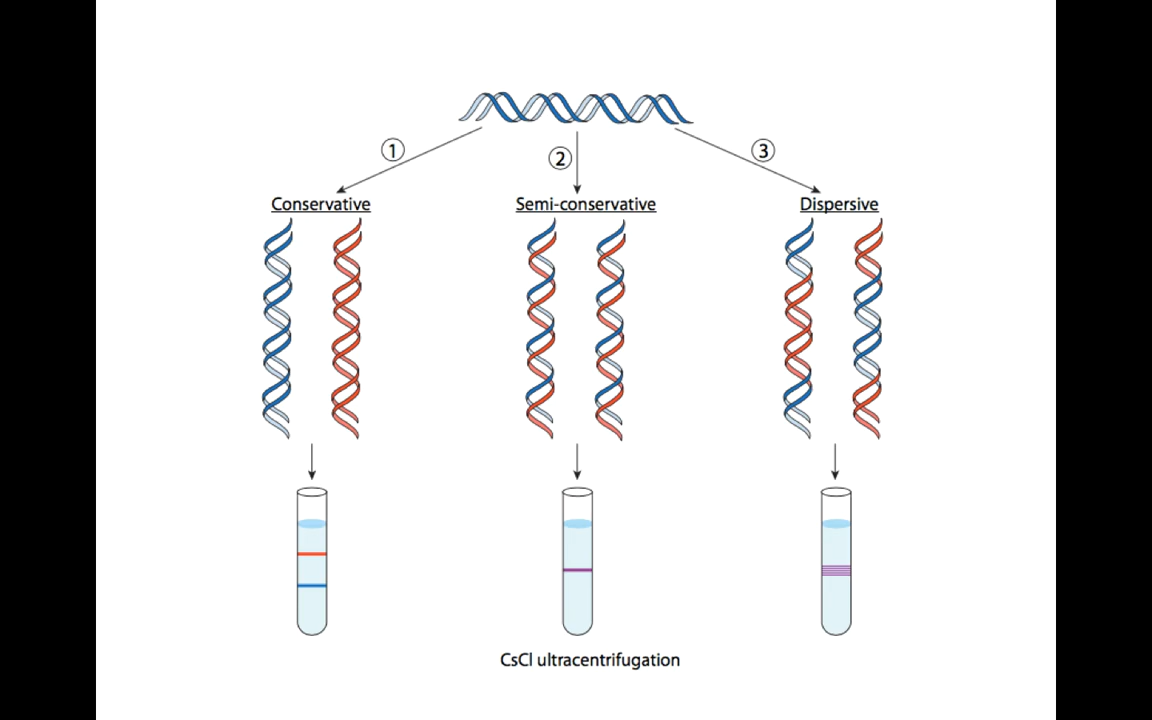 1
2
3
Conservative
Semi-conservative
Dispersive
CsCl ultracentrifugation